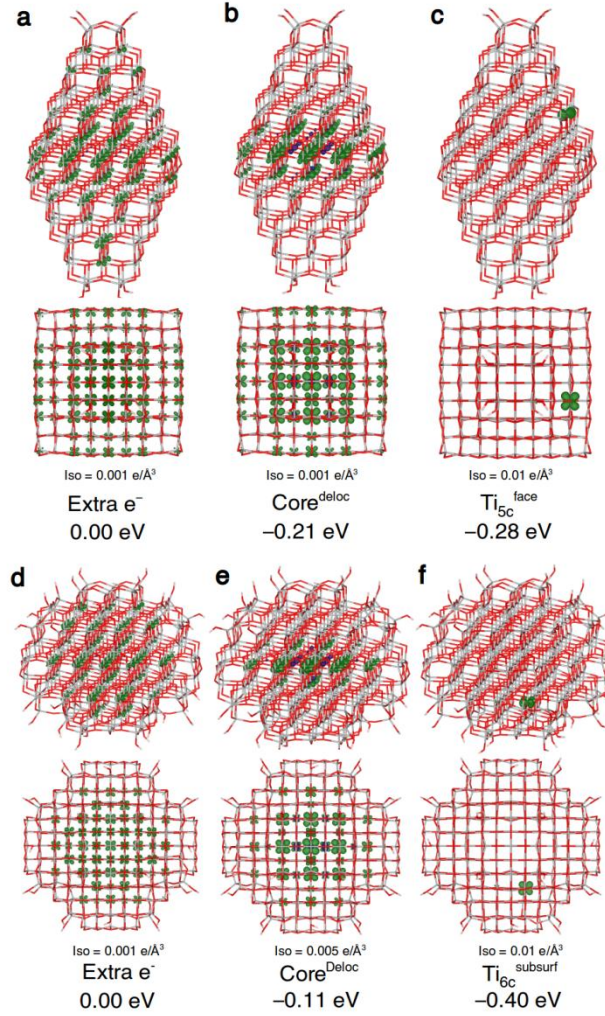 a b c
Iso = 0.001 e/Å³ Iso = 0.001 e/Å³ Iso = 0.01 e/Å³
Extra e⁻ Core^deloc Ti₅c^face
0.00 eV −0.21 eV −0.28 eV
d e f
Iso = 0.001 e/Å³ Iso = 0.005 e/Å³ Iso = 0.01 e/Å³
Extra e⁻ Core^Deloc Ti₆c^subsurf
0.00 eV −0.11 eV −0.40 eV